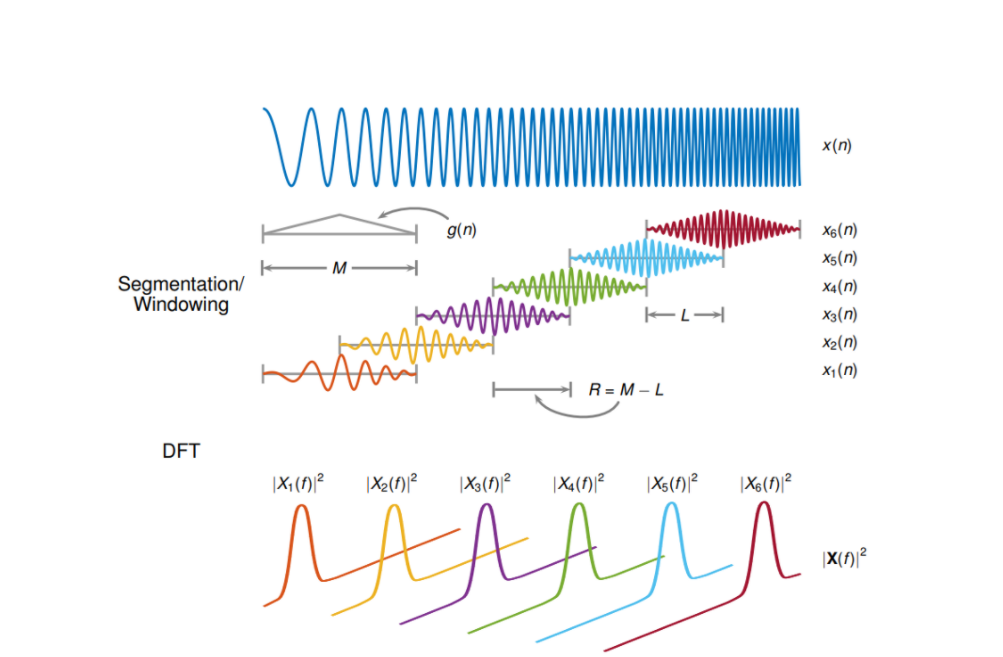 x(n)
g(n)
x₆(n)
M
x₅(n)
Segmentation/
Windowing
x₄(n)
L
x₃(n)
x₂(n)
x₁(n)
R = M − L
DFT
|X₁(f)|² |X₂(f)|² |X₃(f)|² |X₄(f)|² |X₅(f)|² |X₆(f)|²
|X(f)|²